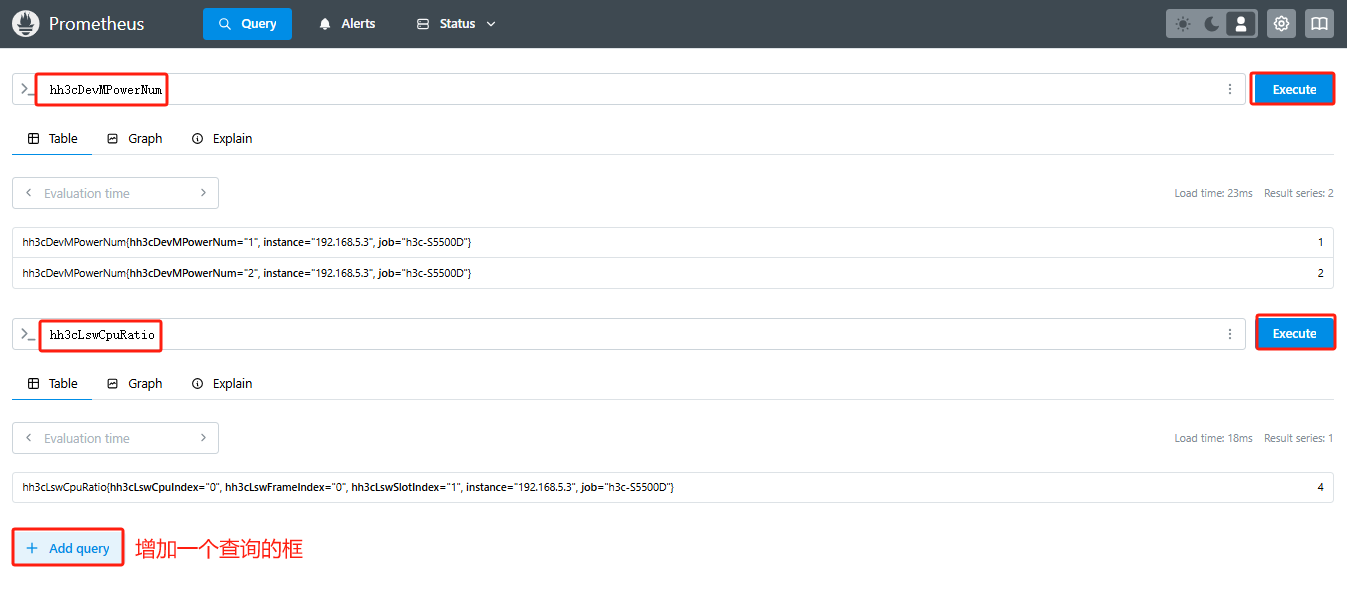 Prometheus Query Alerts Status
hh3cDevMPowerNum Execute
Table Graph Explain
Evaluation time Load time: 23ms Result series: 2
hh3cDevMPowerNum{hh3cDevMPowerNum="1", instance="192.168.5.3", job="h3c-S5500D"} 1
hh3cDevMPowerNum{hh3cDevMPowerNum="2", instance="192.168.5.3", job="h3c-S5500D"} 2
hh3cLswCpuRatio Execute
Table Graph Explain
Evaluation time Load time: 18ms Result series: 1
hh3cLswCpuRatio{hh3cLswCpuIndex="0", hh3cLswFrameIndex="0", hh3cLswSlotIndex="1", instance="192.168.5.3", job="h3c-S5500D"} 4
+ Add query 增加一个查询的框